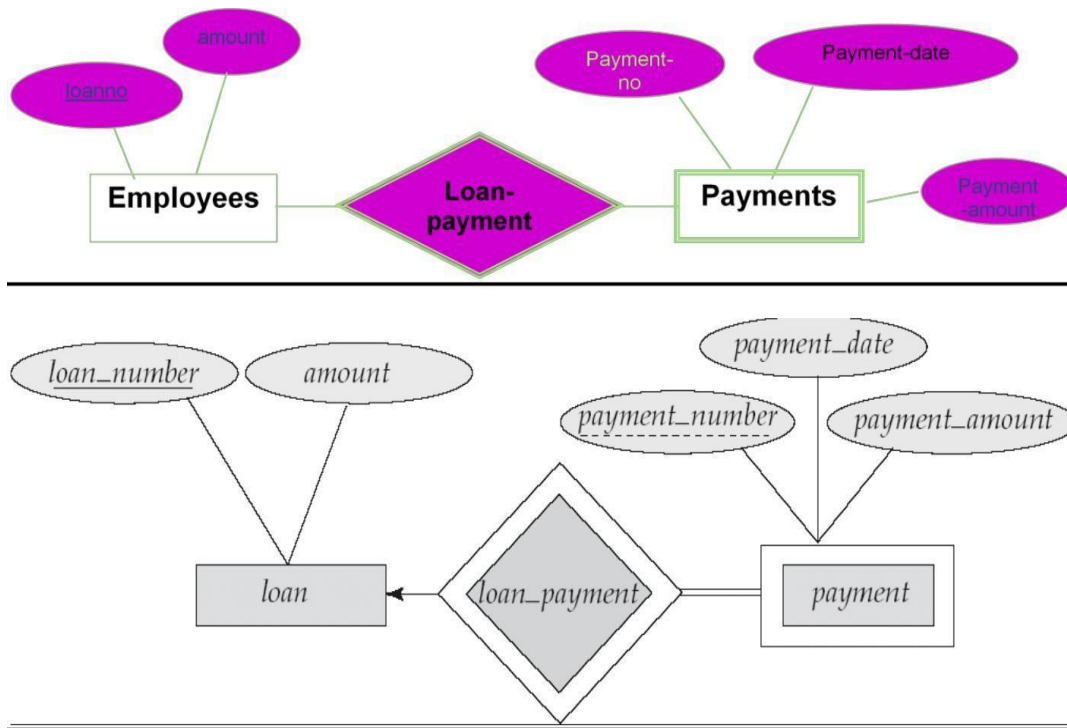 amount
loanno
Payment-
no
Payment-date
Employees
Loan-
payment
Payments
Payment
-amount
loan_number
amount
payment_date
payment_number
payment_amount
loan
loan_payment
payment